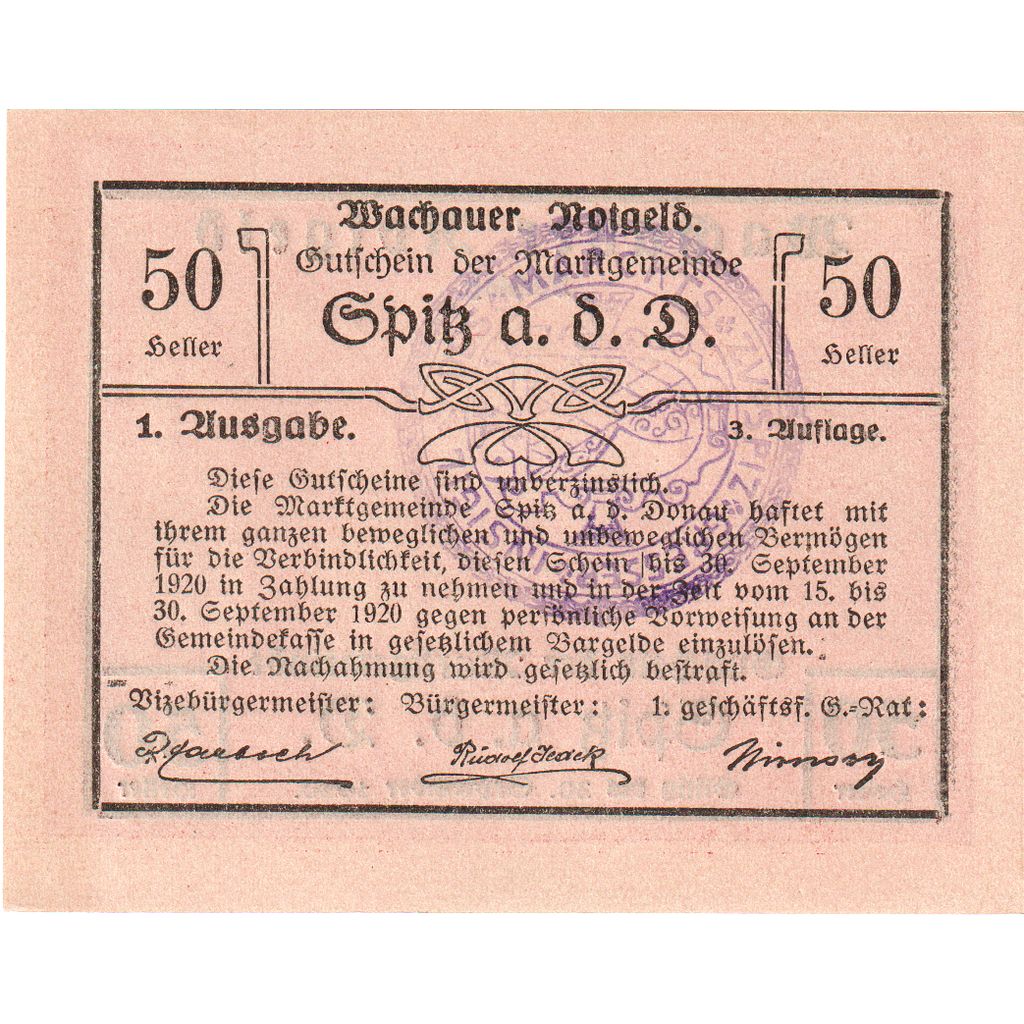 Wachauer Notgeld.
50 Heller
Gutschein der Marktgemeinde
50 Heller
Spitz a. d. D.
1. Ausgabe.
3. Auflage.
Diese Gutscheine sind unverzinslich.
Die Marktgemeinde Spitz a. d. Donau haftet mit
ihrem ganzen beweglichen und unbeweglichen Vermögen
für die Verbindlichkeit, diesen Schein bis 30. September
1920 in Zahlung zu nehmen und in der Zeit vom 15. bis
30. September 1920 gegen persönliche Vorweisung an der
Gemeindekasse in gesetzlichem Bargelde einzulösen.
Die Nachahmung wird gesetzlich bestraft.
Vizebürgermeister: Bürgermeister: 1. geschäftsf. G.-Rat: